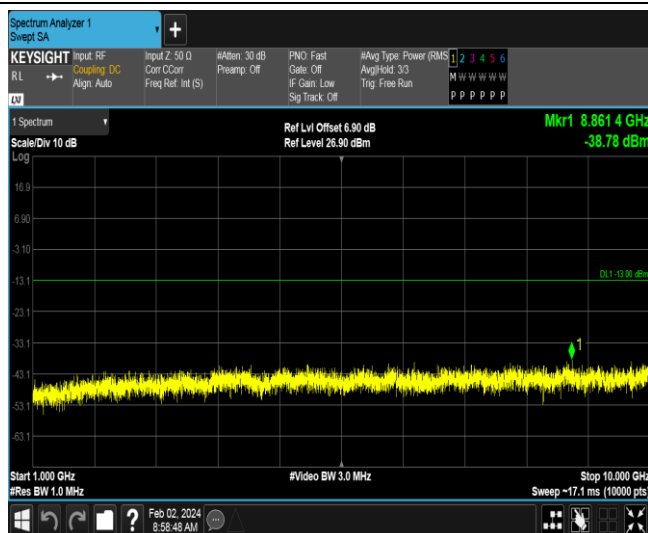 Spectrum Analyzer 1
Swept SA
+
KEYSIGHT
RL
LXI
Input: RF
Coupling: DC
Align: Auto
Input Z: 50 Ω
Corr CCorr
Freq Ref: Int (S)
#Atten: 30 dB
Preamp: Off
PNO: Fast
Gate: Off
IF Gain: Low
Sig Track: Off
#Avg Type: Power (RMS
Avg|Hold: 3/3
Trig: Free Run
1 2 3 4 5 6
M W W W W W
P P P P P P
1 Spectrum
Scale/Div 10 dB
Log
Ref Lvl Offset 6.90 dB
Ref Level 26.90 dBm
Mkr1 8.861 4 GHz
-38.78 dBm
16.9
6.90
-3.10
-13.1
-23.1
-33.1
-43.1
-53.1
-63.1
DL1 -13.00 dBm
1
Start 1.000 GHz
#Res BW 1.0 MHz
#Video BW 3.0 MHz
Stop 10.000 GHz
Sweep ~17.1 ms (10000 pts)
?
Feb 02, 2024
8:58:48 AM